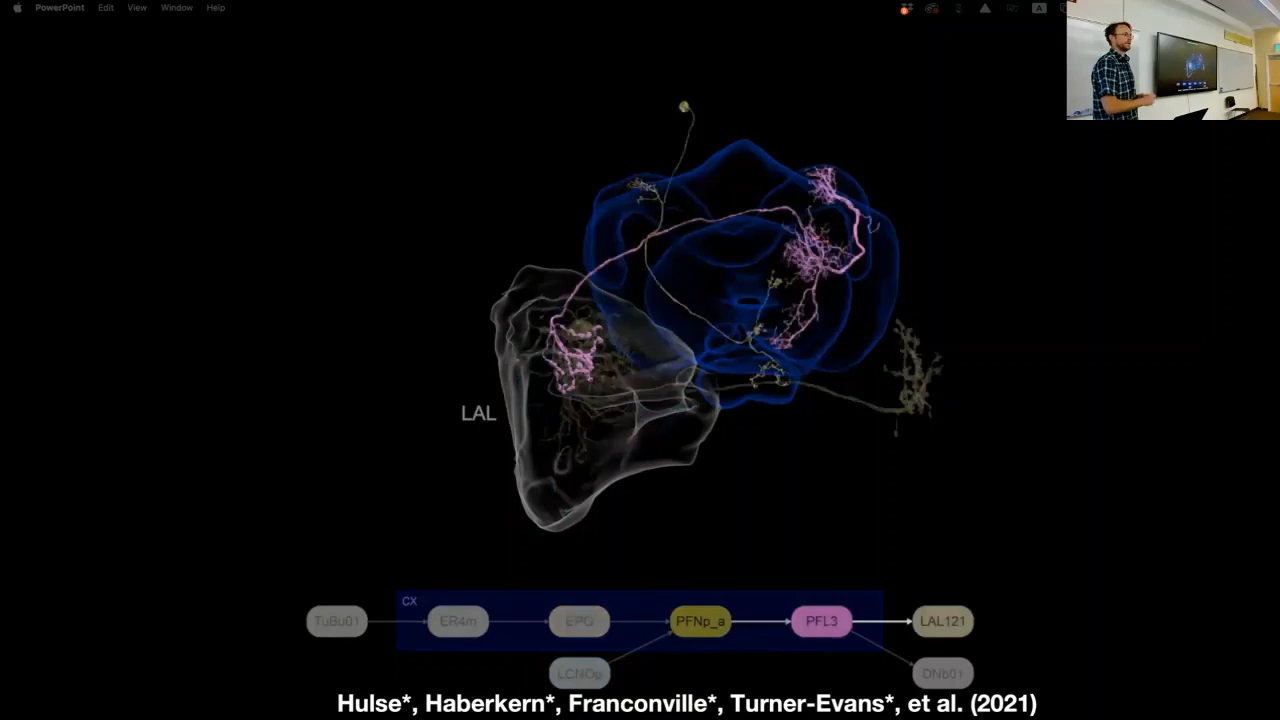 PowerPoint Edit View Window Help
A
LAL
CX
TuBu01 ER4m EPG PFNp_a PFL3 LAL121
LCNOp DNb01
Hulse*, Haberkern*, Franconville*, Turner-Evans*, et al. (2021)